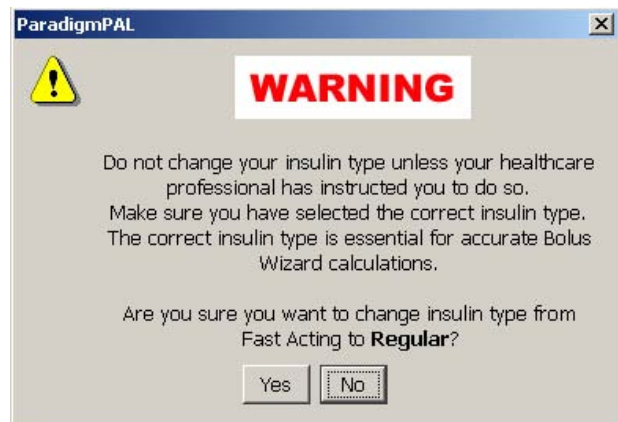 ParadigmPAL
WARNING
Do not change your insulin type unless your healthcare
professional has instructed you to do so.
Make sure you have selected the correct insulin type.
The correct insulin type is essential for accurate Bolus
Wizard calculations.
Are you sure you want to change insulin type from
Fast Acting to Regular?
Yes No